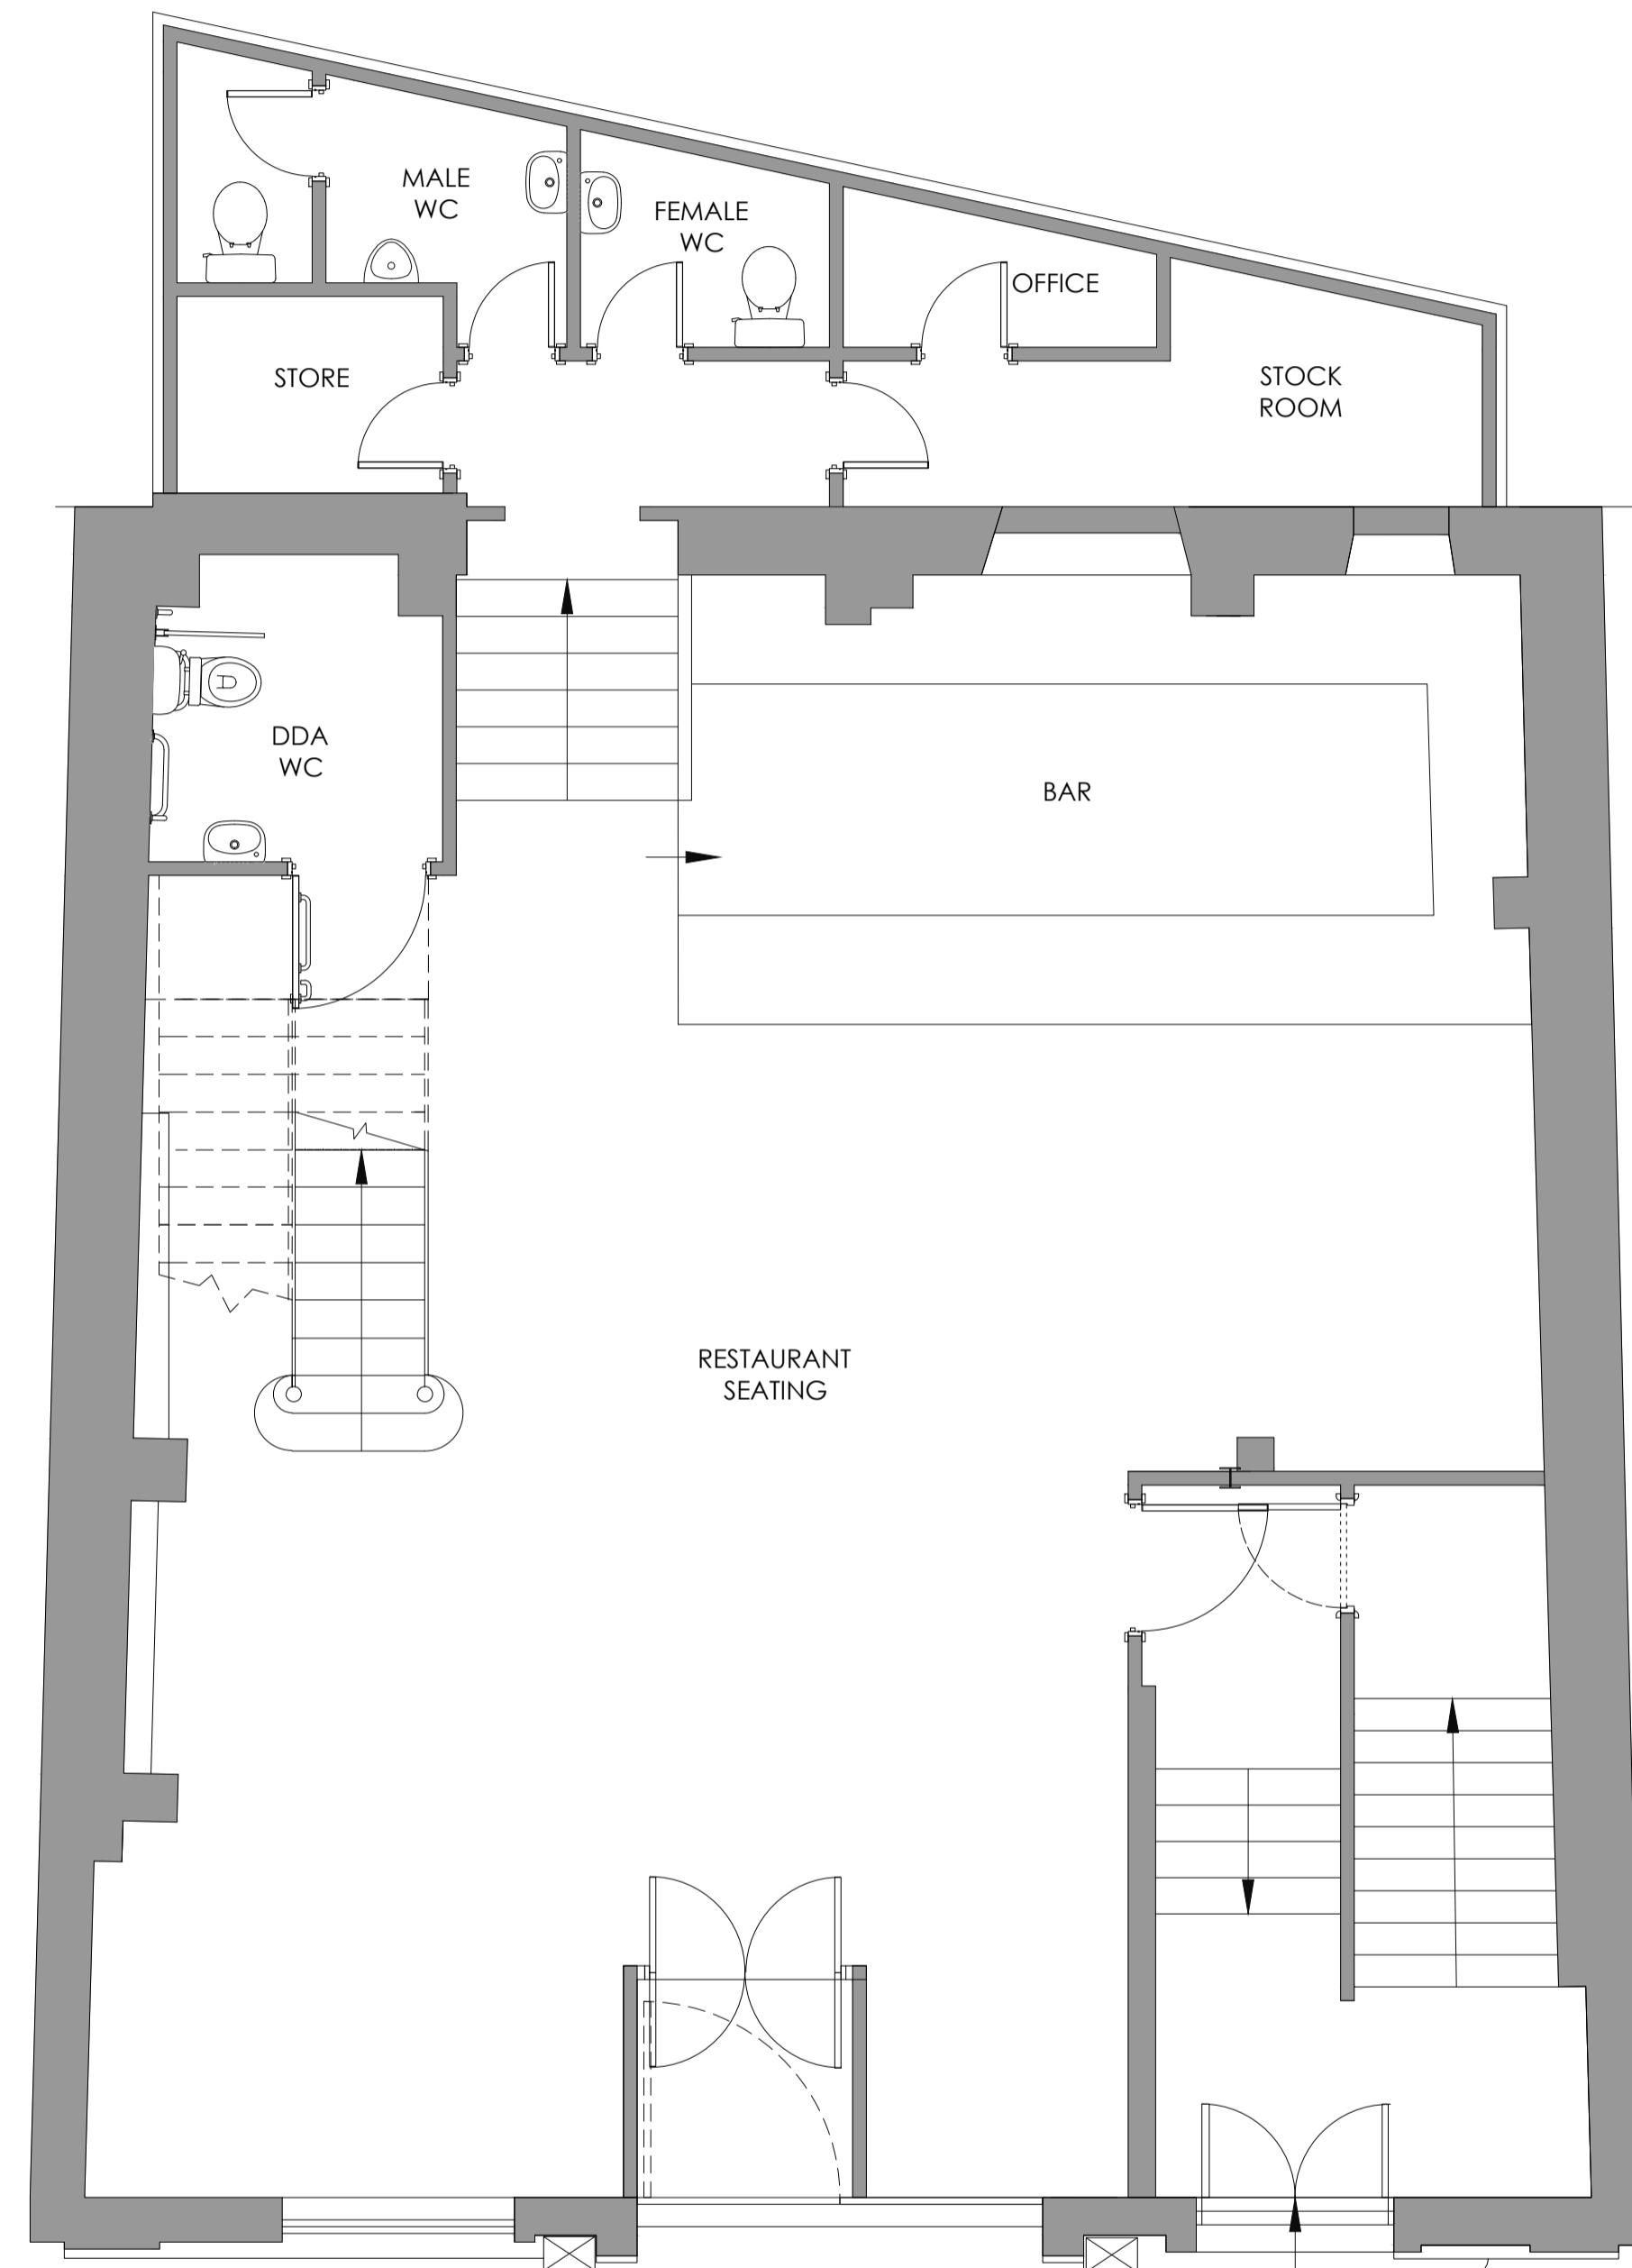 MALE
WC
FEMALE
WC
OFFICE
STORE
STOCK
ROOM
DDA
WC
BAR
RESTAURANT
SEATING